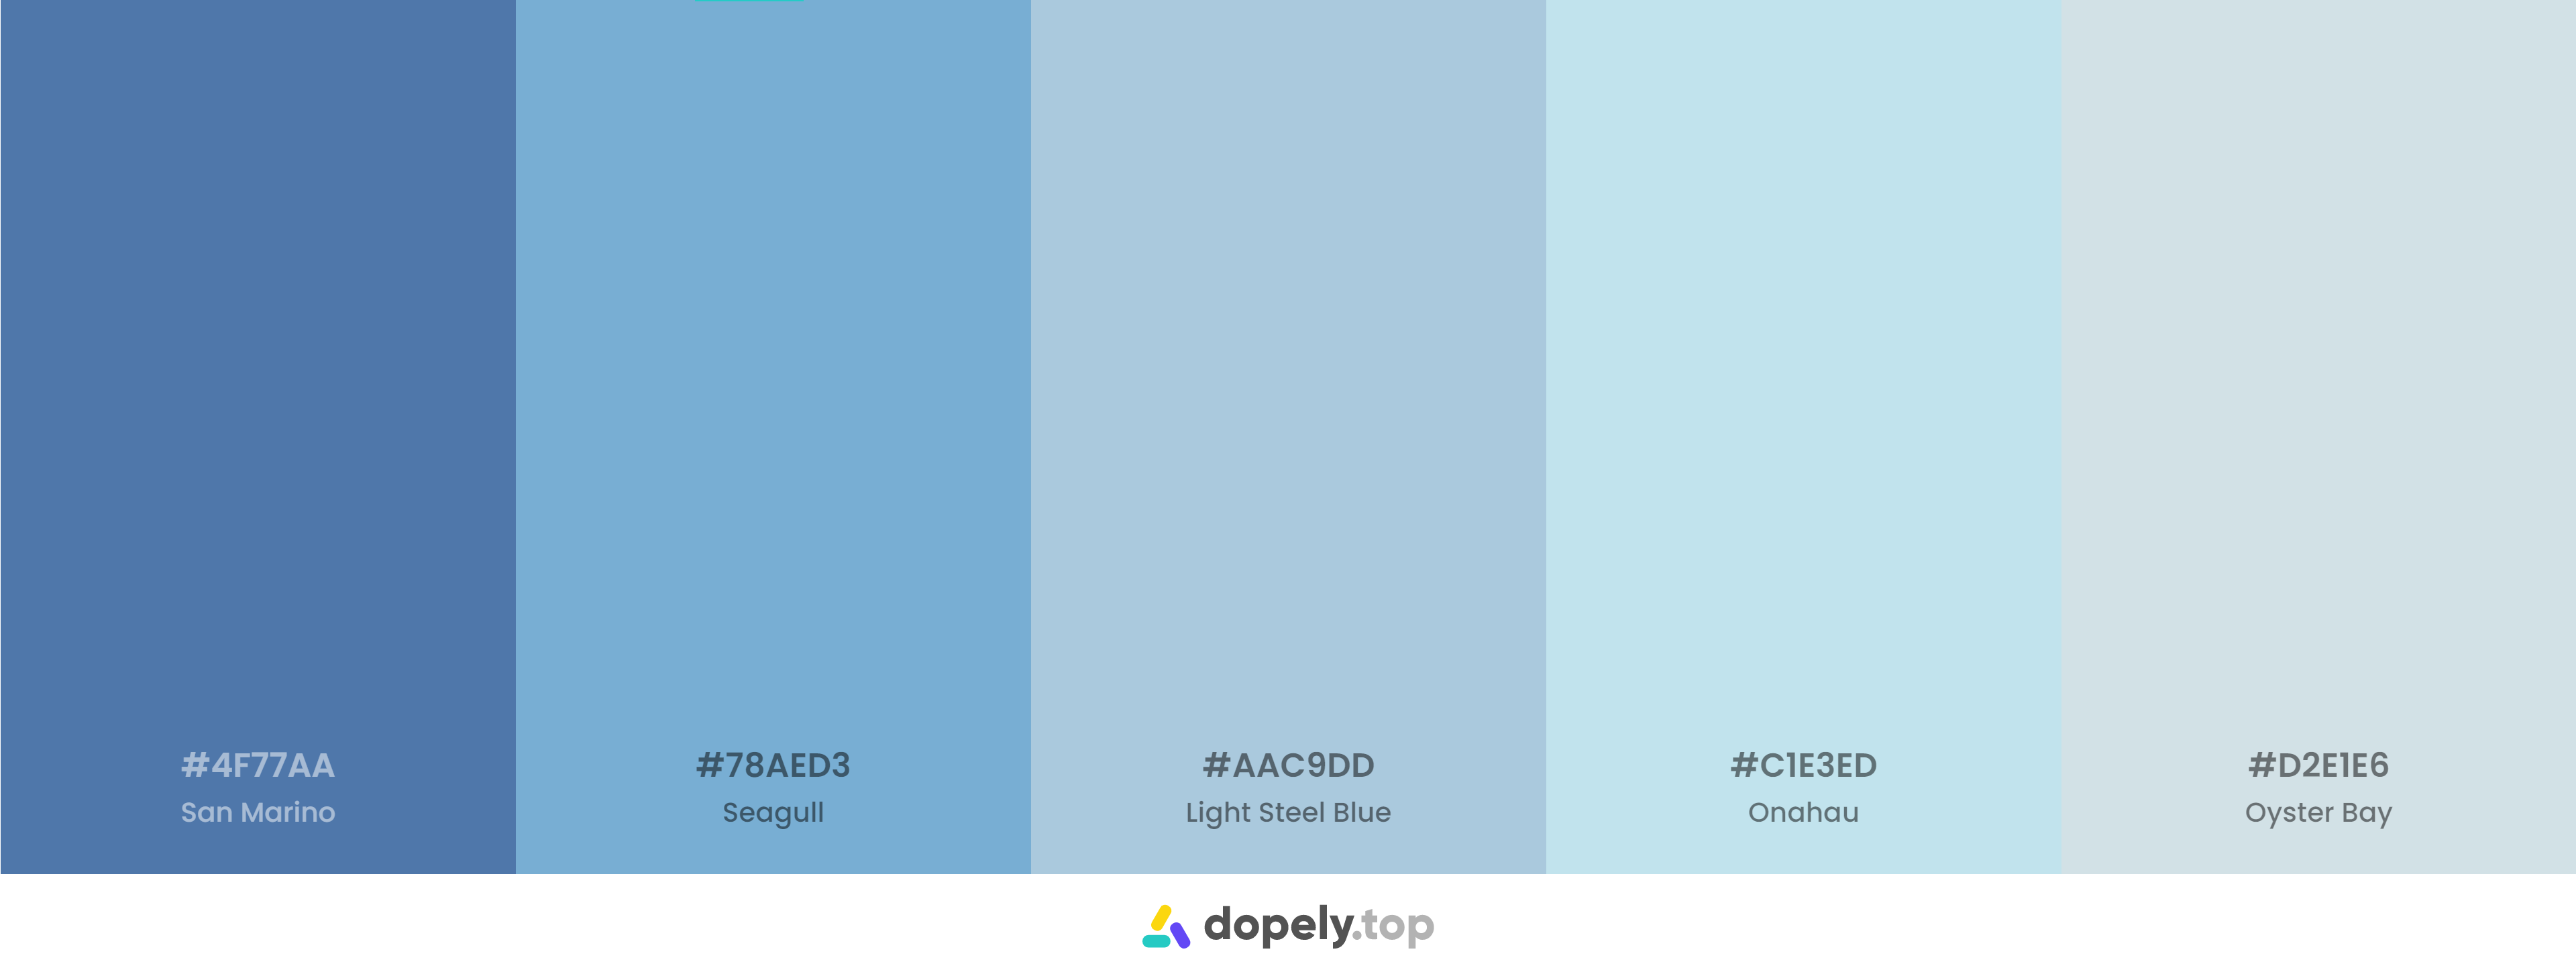 #4F77AA
San Marino
#78AED3
Seagull
#AAC9DD
Light Steel Blue
#C1E3ED
Onahau
#D2E1E6
Oyster Bay
dopely.top